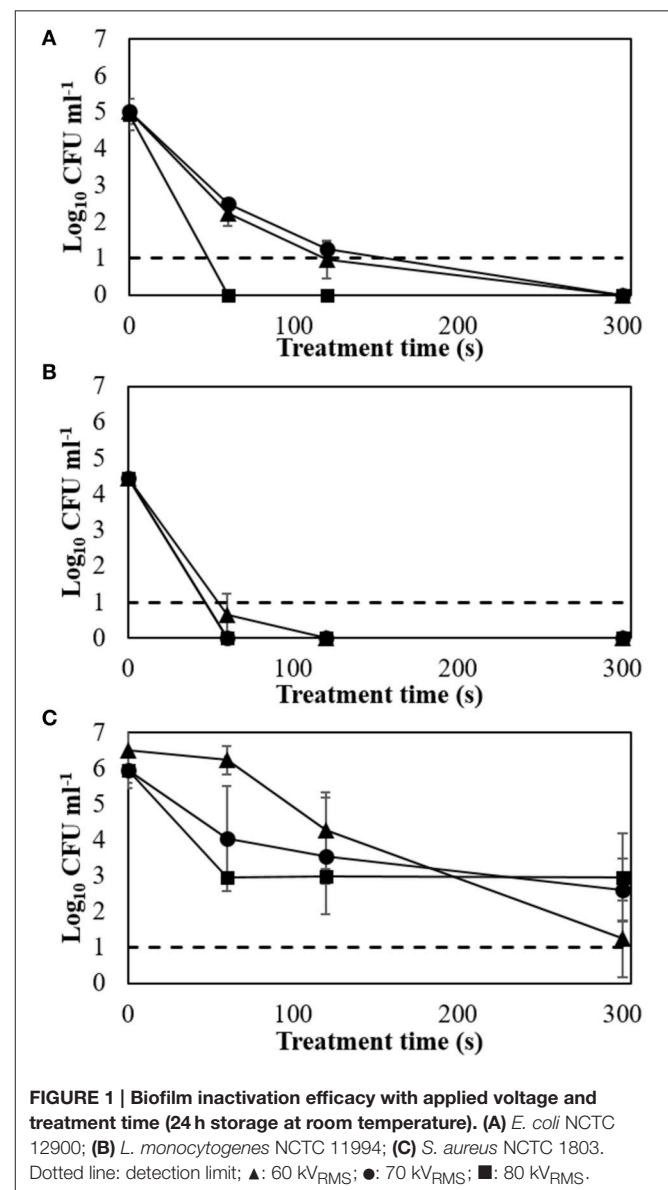 A
7
6
5
4
3
2
1
0
Log₁₀ CFU ml⁻¹
0 100 200 300
Treatment time (s)
B
7
6
5
4
3
2
1
0
Log₁₀ CFU ml⁻¹
0 100 200 300
Treatment time (s)
C
7
6
5
4
3
2
1
0
Log₁₀ CFU ml⁻¹
0 100 200 300
Treatment time (s)
FIGURE 1 | Biofilm inactivation efficacy with applied voltage and
treatment time (24 h storage at room temperature). (A) E. coli NCTC
12900; (B) L. monocytogenes NCTC 11994; (C) S. aureus NCTC 1803.
Dotted line: detection limit; ▲: 60 kV_RMS; ●: 70 kV_RMS; ■: 80 kV_RMS.